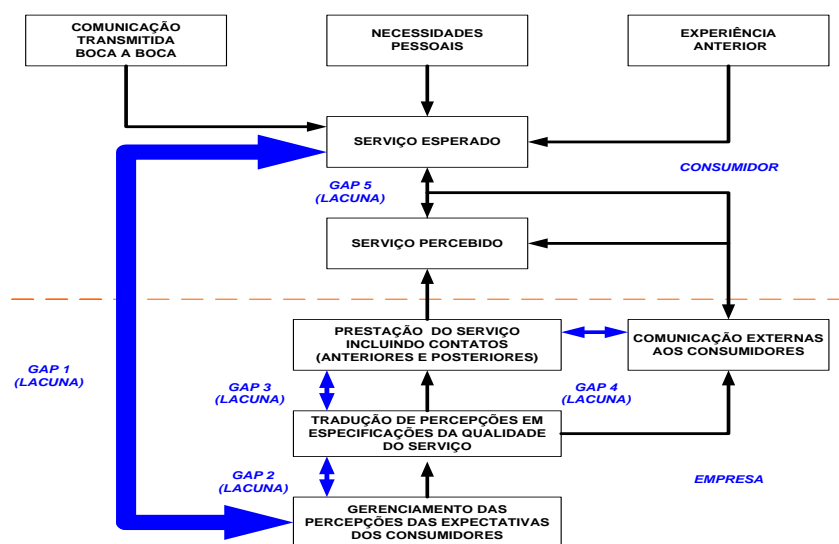 COMUNICAÇÃO
TRANSMITIDA
BOCA A BOCA
NECESSIDADES
PESSOAIS
EXPERIÊNCIA
ANTERIOR
SERVIÇO ESPERADO
CONSUMIDOR
GAP 5
(LACUNA)
SERVIÇO PERCEBIDO
PRESTAÇÃO DO SERVIÇO
INCLUINDO CONTATOS
(ANTERIORES E POSTERIORES)
COMUNICAÇÃO EXTERNAS
AOS CONSUMIDORES
GAP 1
(LACUNA)
GAP 3
(LACUNA)
GAP 4
(LACUNA)
TRADUÇÃO DE PERCEPÇÕES EM
ESPECIFICAÇÕES DA QUALIDADE
DO SERVIÇO
GAP 2
(LACUNA)
EMPRESA
GERENCIAMENTO DAS
PERCEPÇÕES DAS EXPECTATIVAS
DOS CONSUMIDORES